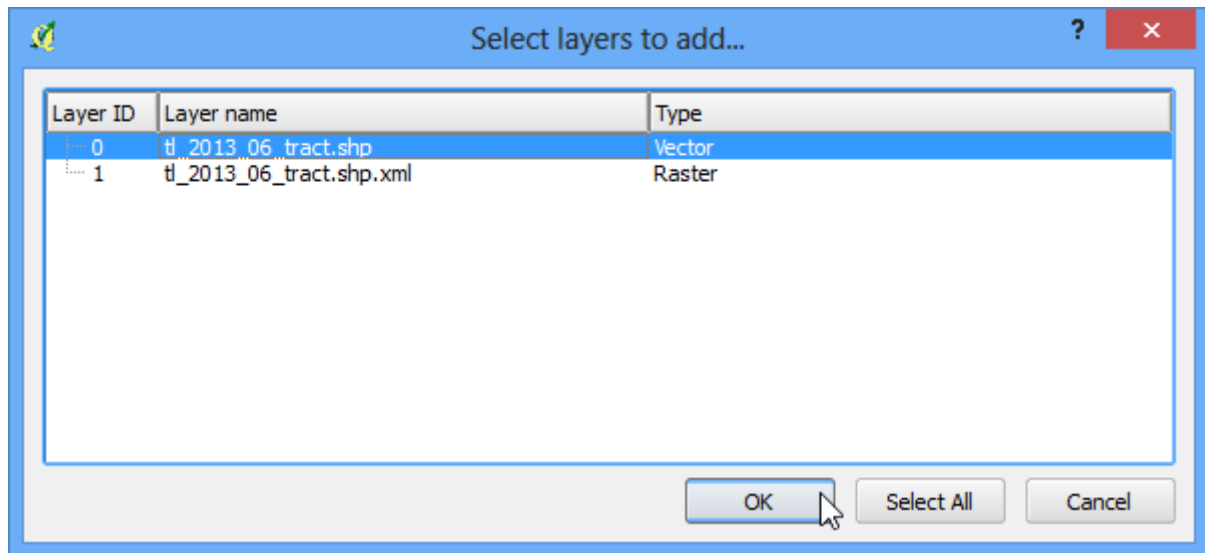 Select layers to add...
?
Layer ID Layer name Type
0 tl_2013_06_tract.shp Vector
1 tl_2013_06_tract.shp.xml Raster
OK Select All Cancel